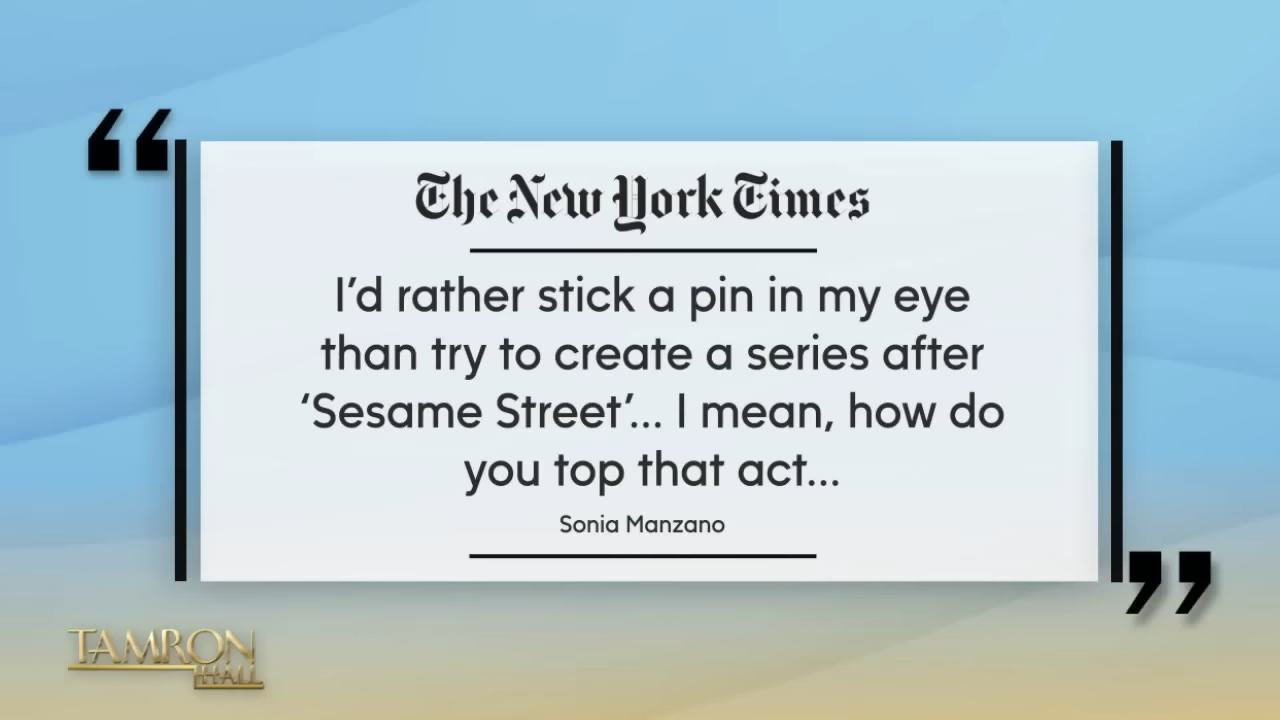 “
The New York Times
I’d rather stick a pin in my eye
than try to create a series after
‘Sesame Street’... I mean, how do
you top that act...
Sonia Manzano
”
TAMRON
HALL